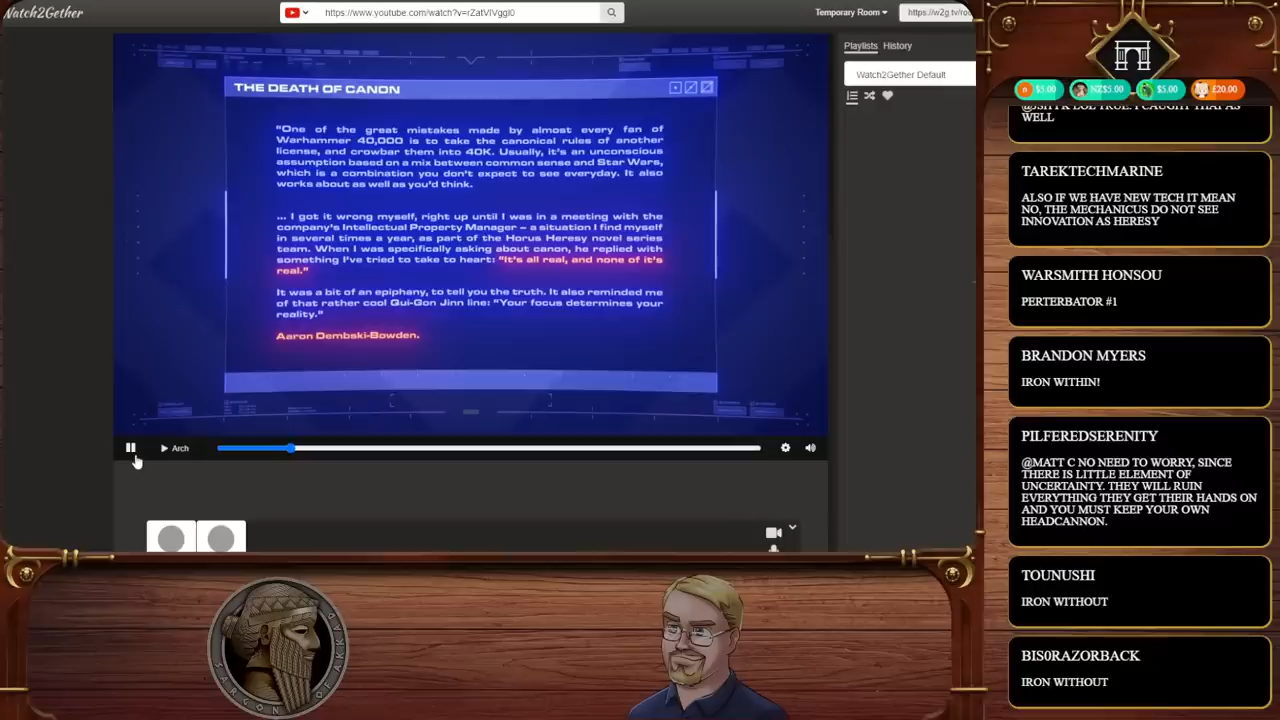 Watch2Gether
https://www.youtube.com/watch?v=rZatVIVggI0
Temporary Room
https://w2g.tv/roo
Playlists History
Watch2Gether Default
THE DEATH OF CANON
"One of the great mistakes made by almost every fan of
Warhammer 40,000 is to take the canonical rules of another
license, and crowbar them into 40K. Usually, it's an unconscious
assumption based on a mix between common sense and Star Wars,
which is a combination you don't expect to see everyday. It also
works about as well as you'd think.
... I got it wrong myself, right up until I was in a meeting with the
company's Intellectual Property Manager – a situation I find myself
in several times a year, as part of the Horus Heresy novel series
team. When I was specifically asking about canon, he replied with
something I've tried to take to heart: "It's all real, and none of it's
real."
It was a bit of an epiphany, to tell you the truth. It also reminded me
of that rather cool Qui-Gon Jinn line: "Your focus determines your
reality."
Aaron Dembski-Bowden.
Arch
$5.00
NZ$5.00
$5.00
£20.00
WELL
TAREKTECHMARINE
ALSO IF WE HAVE NEW TECH IT MEAN
NO, THE MECHANICUS DO NOT SEE
INNOVATION AS HERESY
WARSMITH HONSOU
PERTERBATOR #1
BRANDON MYERS
IRON WITHIN!
PILFEREDSERENITY
@MATT C NO NEED TO WORRY, SINCE
THERE IS LITTLE ELEMENT OF
UNCERTAINTY. THEY WILL RUIN
EVERYTHING THEY GET THEIR HANDS ON
AND YOU MUST KEEP YOUR OWN
HEADCANNON.
TOUNUSHI
IRON WITHOUT
BIS0RAZORBACK
IRON WITHOUT
SARGON OF AKKAD